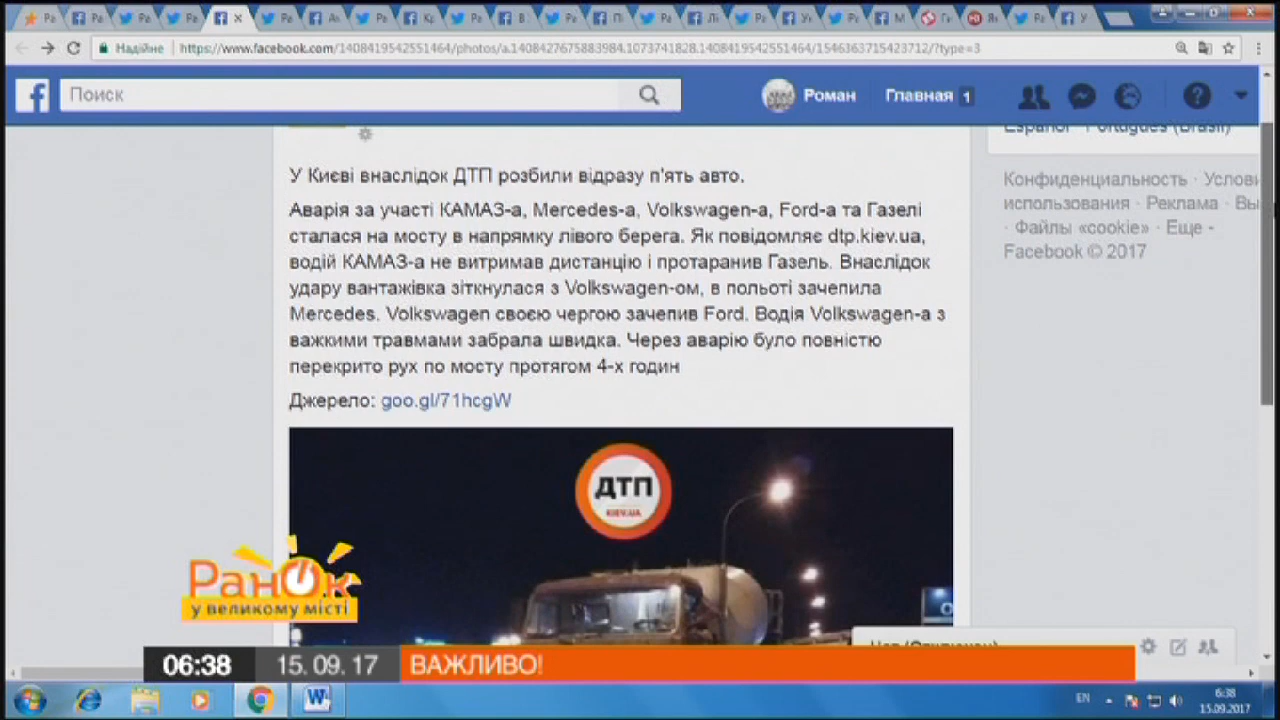 Надійне
https://www.facebook.com/1408419542551464/photos/a.1408427675883984.1073741828.1408419542551464/1546363715423712/?type=3
Поиск
Роман
Главная 1
Español · Português (Brasil)
У Києві внаслідок ДТП розбили відразу п'ять авто.
Аварія за участі КАМАЗ-а, Mercedes-а, Volkswagen-а, Ford-а та Газелі
сталася на мосту в напрямку лівого берега. Як повідомляє dtp.kiev.ua,
водій КАМАЗ-а не витримав дистанцію і протаранив Газель. Внаслідок
удару вантажівка зіткнулася з Volkswagen-ом, в польоті зачепила
Mercedes. Volkswagen своєю чергою зачепив Ford. Водія Volkswagen-а з
важкими травмами забрала швидка. Через аварію було повністю
перекрито рух по мосту протягом 4-х годин
Джерело: goo.gl/71hcgW
Конфиденциальность · Услови
использования · Реклама · Вы
· Файлы «cookie» · Еще -
Facebook © 2017
ДТП
KIEV.UA
Ранок
у великому місті
06:38
15. 09. 17
ВАЖЛИВО!
EN
6:38
15.09.2017